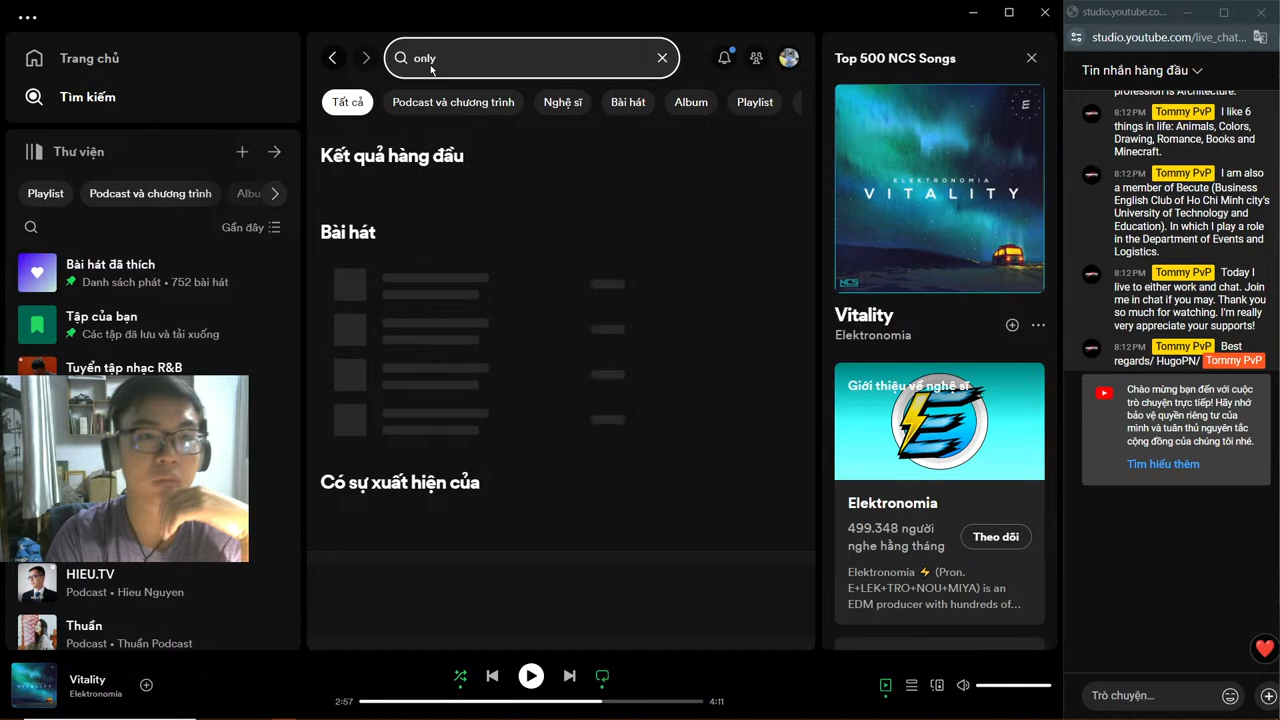 Trang chủ
Tìm kiếm
Thư viện
Playlist
Podcast và chương trình
Albu
Gần đây
Bài hát đã thích
Danh sách phát • 752 bài hát
Tập của bạn
Các tập đã lưu và tải xuống
Tuyển tập nhạc R&B
HIEU.TV
Podcast • Hieu Nguyen
Thuần
Podcast • Thuần Podcast
only
Tất cả
Podcast và chương trình
Nghệ sĩ
Bài hát
Album
Playlist
Kết quả hàng đầu
Bài hát
Có sự xuất hiện của
Top 500 NCS Songs
ELEKTRONOMIA
VITALITY
NCS
Vitality
Elektronomia
Giới thiệu về nghệ sĩ
Elektronomia
499.348 người
nghe hằng tháng
Theo dõi
Elektronomia ⚡ (Pron.
E+LEK+TRO+NOU+MIYA) is an
EDM producer with hundreds of...
Vitality
Elektronomia
2:57
4:11
studio.youtube.co...
studio.youtube.com/live_chat...
Tin nhắn hàng đầu
profession is Architecture.
8:12 PM Tommy PvP I like 6
things in life: Animals, Colors,
Drawing, Romance, Books and
Minecraft.
8:12 PM Tommy PvP I am also
a member of Becute (Business
English Club of Ho Chi Minh city's
University of Technology and
Education). In which I play a role
in the Department of Events and
Logistics.
8:12 PM Tommy PvP Today I
live to either work and chat. Join
me in chat if you may. Thank you
so much for watching. I'm really
very appreciate your supports!
8:12 PM Tommy PvP Best
regards/ HugoPN/ Tommy PvP
Chào mừng bạn đến với cuộc
trò chuyện trực tiếp! Hãy nhớ
bảo vệ quyền riêng tư của
mình và tuân thủ nguyên tắc
cộng đồng của chúng tôi nhé.
Tìm hiểu thêm
Trò chuyện...